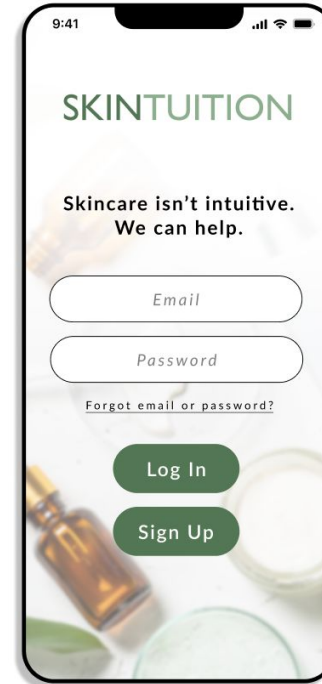 9:41
SKINTUITION
Skincare isn’t intuitive.
We can help.
Email
Password
Forgot email or password?
Log In
Sign Up